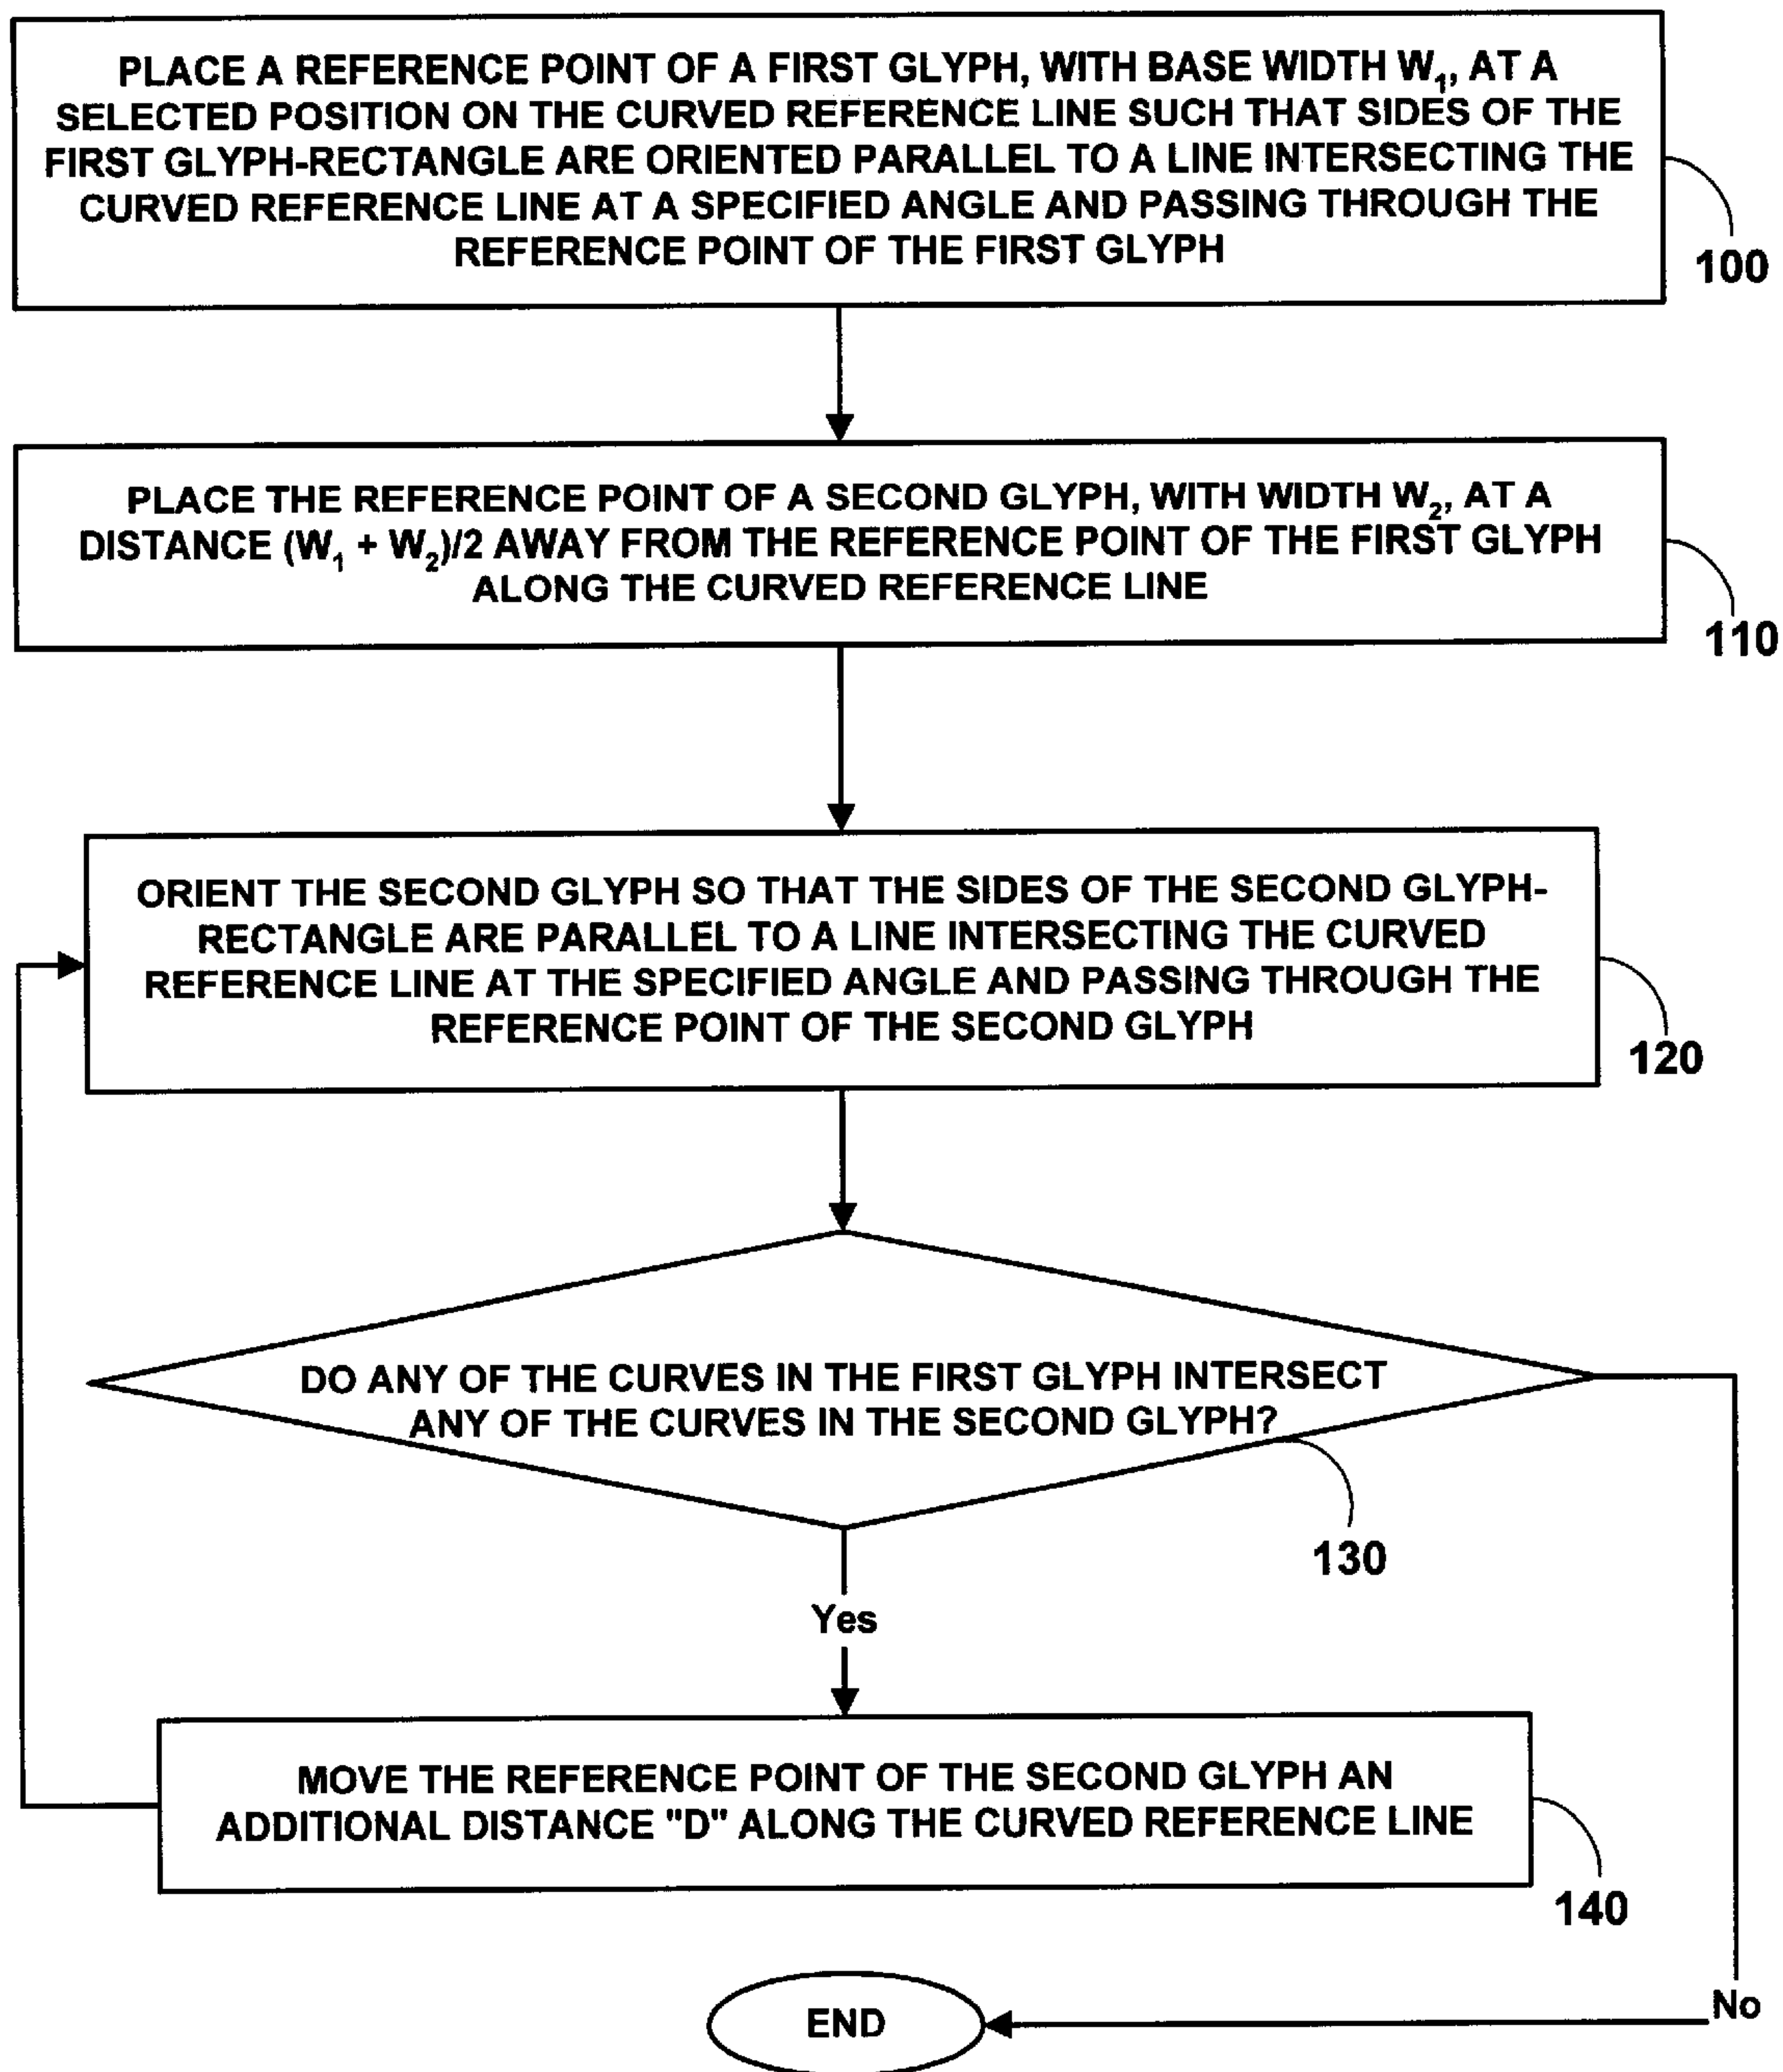 PLACE A REFERENCE POINT OF A FIRST GLYPH, WITH BASE WIDTH W₁, AT A
SELECTED POSITION ON THE CURVED REFERENCE LINE SUCH THAT SIDES OF THE
FIRST GLYPH-RECTANGLE ARE ORIENTED PARALLEL TO A LINE INTERSECTING THE
CURVED REFERENCE LINE AT A SPECIFIED ANGLE AND PASSING THROUGH THE
REFERENCE POINT OF THE FIRST GLYPH
100
PLACE THE REFERENCE POINT OF A SECOND GLYPH, WITH WIDTH W₂, AT A
DISTANCE (W₁ + W₂)/2 AWAY FROM THE REFERENCE POINT OF THE FIRST GLYPH
ALONG THE CURVED REFERENCE LINE
110
ORIENT THE SECOND GLYPH SO THAT THE SIDES OF THE SECOND GLYPH-
RECTANGLE ARE PARALLEL TO A LINE INTERSECTING THE CURVED
REFERENCE LINE AT THE SPECIFIED ANGLE AND PASSING THROUGH THE
REFERENCE POINT OF THE SECOND GLYPH
120
DO ANY OF THE CURVES IN THE FIRST GLYPH INTERSECT
ANY OF THE CURVES IN THE SECOND GLYPH?
130
Yes
MOVE THE REFERENCE POINT OF THE SECOND GLYPH AN
ADDITIONAL DISTANCE "D" ALONG THE CURVED REFERENCE LINE
140
No
END